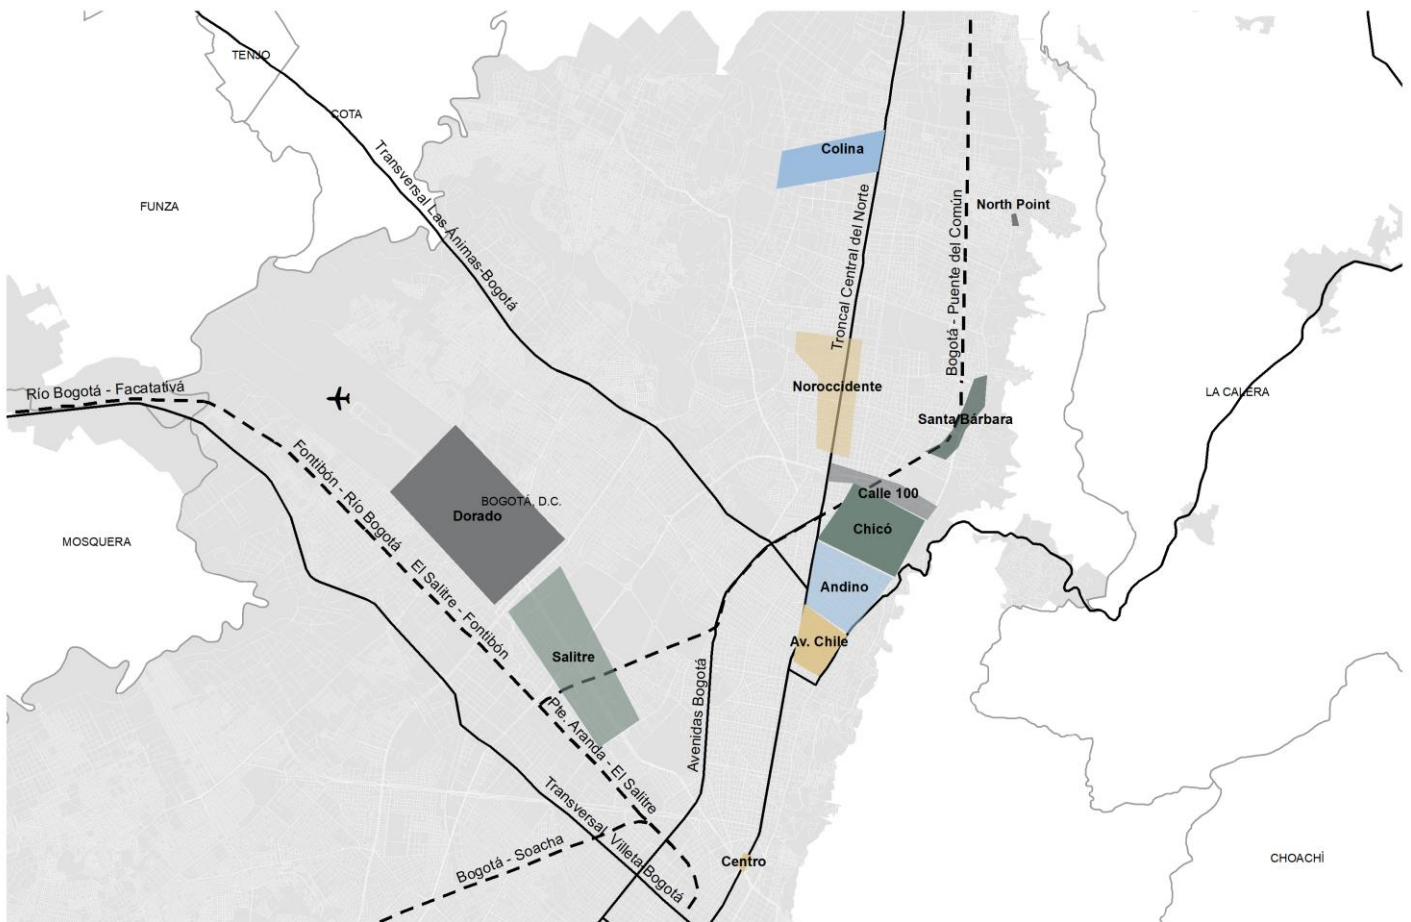 TENJO
COTA
Colina
Transversal Las Ánimas-Bogotá
FUNZA
North Point
Troncal Central del Norte
Bogotá - Puente del Común
Noroccidente
Río Bogotá - Facatativá
LA CALERA
Santa Bárbara
Fontibón - Río Bogotá
Calle 100
BOGOTÁ, D.C.
Dorado
Chicó
MOSQUERA
El Salitre - Fontibón
Andino
Av. Chile
Salitre
Avenidas Bogotá
Pte. Aranda - El Salitre
Transversal Villeta-Bogotá
Bogotá - Soacha
Centro
CHOACHÌ